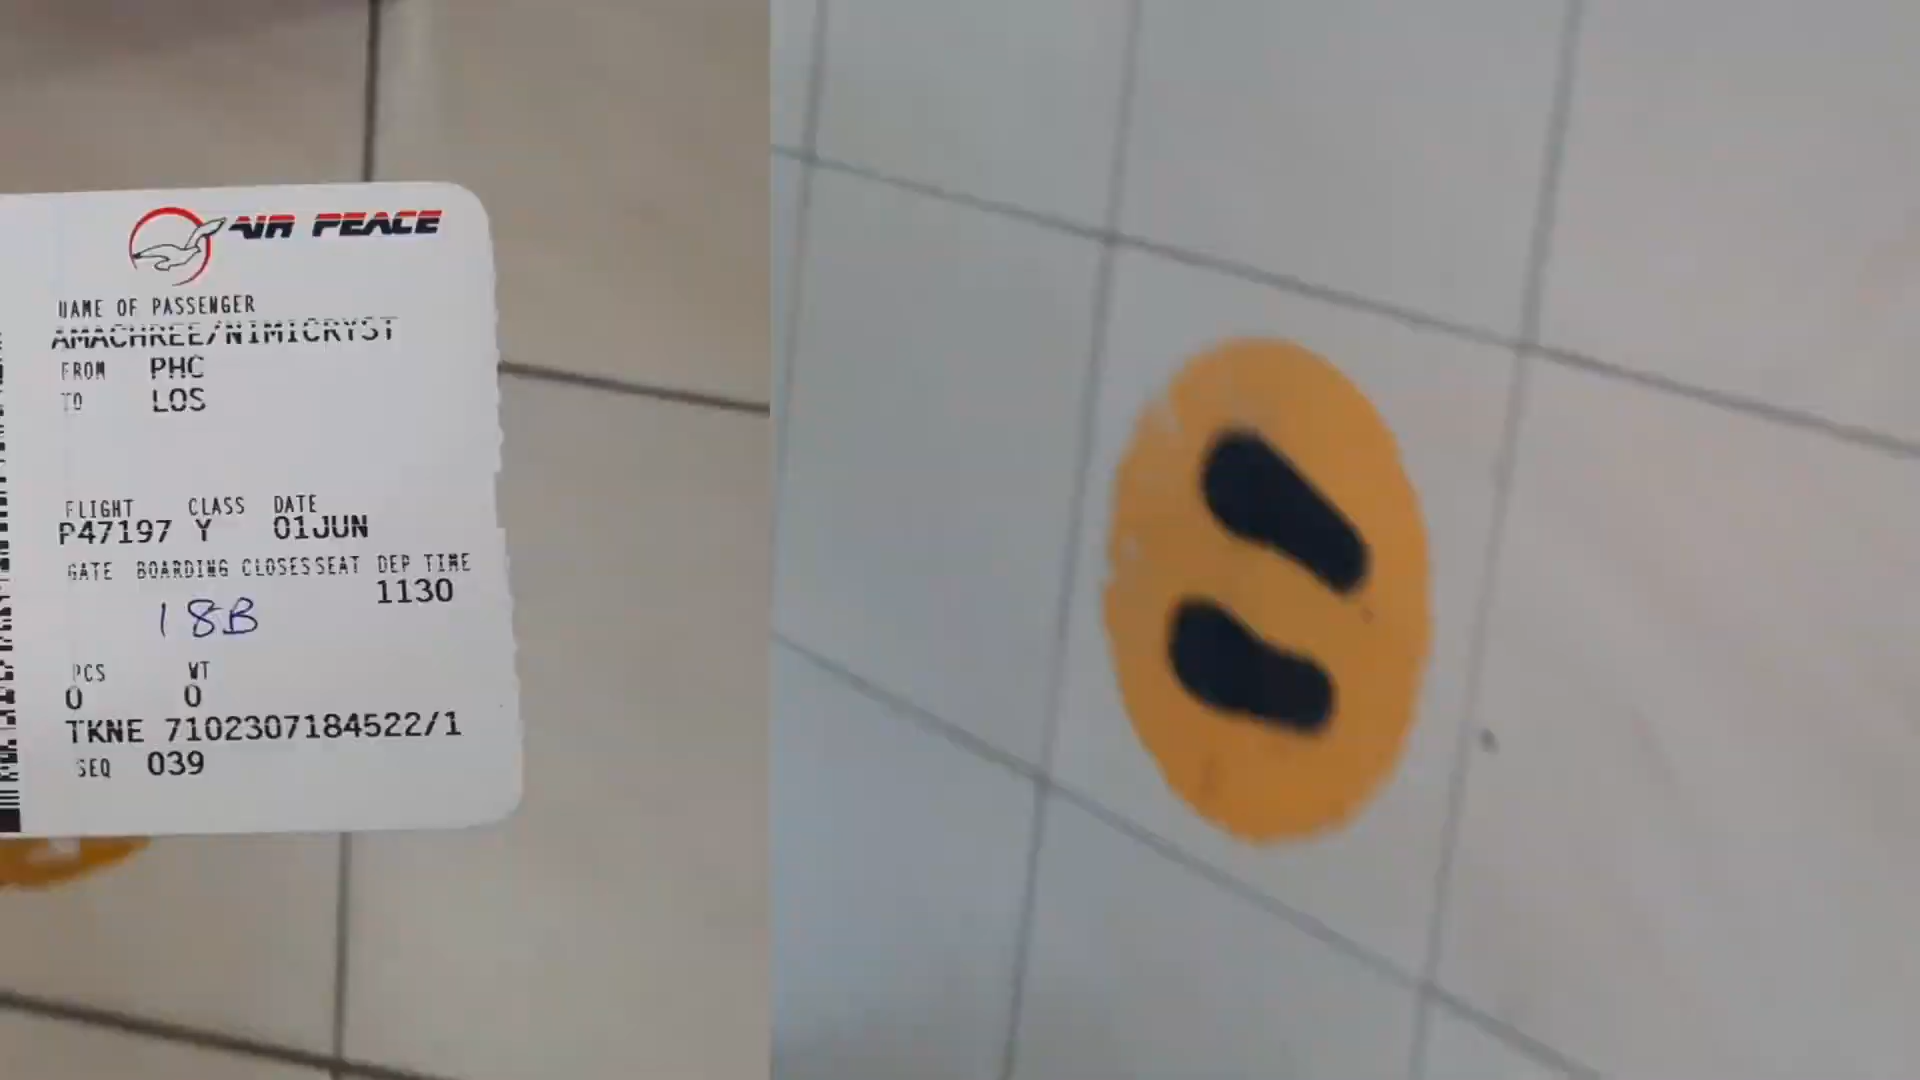 AIR PEACE
NAME OF PASSENGER
AMACHREE/NIMICRYST
FROM PHC
TO LOS
FLIGHT CLASS DATE
P47197 Y 01JUN
GATE BOARDING CLOSES SEAT DEP TIME
18B 1130
PCS WT
0 0
TKNE 7102307184522/1
SEQ 039